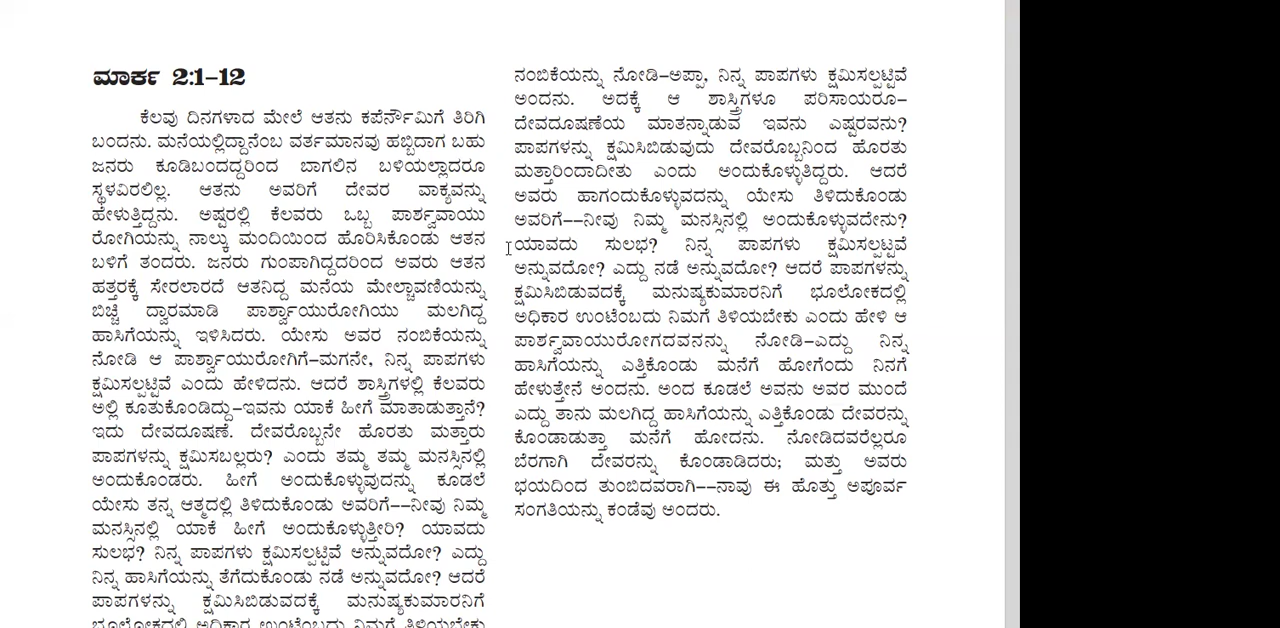 ಮಾರ್ಕ 2:1–12
ಕೆಲವು ದಿನಗಳಾದ ಮೇಲೆ ಆತನು ಕಪೆರ್ನೌಮಿಗೆ ತಿರಿಗಿ
ಬಂದನು. ಮನೆಯಲ್ಲಿದ್ದಾನೆಂಬ ವರ್ತಮಾನವು ಹಬ್ಬಿದಾಗ ಬಹು
ಜನರು ಕೂಡಿಬಂದದ್ದರಿಂದ ಬಾಗಲಿನ ಬಳಿಯಲ್ಲಾದರೂ
ಸ್ಥಳವಿರಲಿಲ್ಲ. ಆತನು ಅವರಿಗೆ ದೇವರ ವಾಕ್ಯವನ್ನು
ಹೇಳುತ್ತಿದ್ದನು. ಅಷ್ಟರಲ್ಲಿ ಕೆಲವರು ಒಬ್ಬ ಪಾರ್ಶ್ವವಾಯು
ರೋಗಿಯನ್ನು ನಾಲ್ಕು ಮಂದಿಯಿಂದ ಹೊರಿಸಿಕೊಂಡು ಆತನ
ಬಳಿಗೆ ತಂದರು. ಜನರು ಗುಂಪಾಗಿದ್ದದರಿಂದ ಅವರು ಆತನ
ಹತ್ತರಕ್ಕೆ ಸೇರಲಾರದೆ ಆತನಿದ್ದ ಮನೆಯ ಮೇಲ್ಚಾವಣಿಯನ್ನು
ಬಿಚ್ಚಿ ದ್ವಾರಮಾಡಿ ಪಾರ್ಶ್ವಾಯುರೋಗಿಯು ಮಲಗಿದ್ದ
ಹಾಸಿಗೆಯನ್ನು ಇಳಿಸಿದರು. ಯೇಸು ಅವರ ನಂಬಿಕೆಯನ್ನು
ನೋಡಿ ಆ ಪಾರ್ಶ್ವಾಯುರೋಗಿಗೆ–ಮಗನೇ, ನಿನ್ನ ಪಾಪಗಳು
ಕ್ಷಮಿಸಲ್ಪಟ್ಟಿವೆ ಎಂದು ಹೇಳಿದನು. ಆದರೆ ಶಾಸ್ತ್ರಿಗಳಲ್ಲಿ ಕೆಲವರು
ಅಲ್ಲಿ ಕೂತುಕೊಂಡಿದ್ದು–ಇವನು ಯಾಕೆ ಹೀಗೆ ಮಾತಾಡುತ್ತಾನೆ?
ಇದು ದೇವದೂಷಣೆ. ದೇವರೊಬ್ಬನೇ ಹೊರತು ಮತ್ತಾರು
ಪಾಪಗಳನ್ನು ಕ್ಷಮಿಸಬಲ್ಲರು? ಎಂದು ತಮ್ಮ ತಮ್ಮ ಮನಸ್ಸಿನಲ್ಲಿ
ಅಂದುಕೊಂಡರು. ಹೀಗೆ ಅಂದುಕೊಳ್ಳುವುದನ್ನು ಕೂಡಲೆ
ಯೇಸು ತನ್ನ ಆತ್ಮದಲ್ಲಿ ತಿಳಿದುಕೊಂಡು ಅವರಿಗೆ––ನೀವು ನಿಮ್ಮ
ಮನಸ್ಸಿನಲ್ಲಿ ಯಾಕೆ ಹೀಗೆ ಅಂದುಕೊಳ್ಳುತ್ತೀರಿ? ಯಾವದು
ಸುಲಭ? ನಿನ್ನ ಪಾಪಗಳು ಕ್ಷಮಿಸಲ್ಪಟ್ಟಿವೆ ಅನ್ನುವದೋ? ಎದ್ದು
ನಿನ್ನ ಹಾಸಿಗೆಯನ್ನು ತೆಗೆದುಕೊಂಡು ನಡೆ ಅನ್ನುವದೋ? ಆದರೆ
ಪಾಪಗಳನ್ನು ಕ್ಷಮಿಸಿಬಿಡುವದಕ್ಕೆ ಮನುಷ್ಯಕುಮಾರನಿಗೆ
ಭೂಲೋಕದಲ್ಲಿ ಅಧಿಕಾರ ಉಂಟೆಂಬದು ನಿಮಗೆ ತಿಳಿಯಬೇಕು
ನಂಬಿಕೆಯನ್ನು ನೋಡಿ–ಅಪ್ಪಾ, ನಿನ್ನ ಪಾಪಗಳು ಕ್ಷಮಿಸಲ್ಪಟ್ಟಿವೆ
ಅಂದನು. ಅದಕ್ಕೆ ಆ ಶಾಸ್ತ್ರಿಗಳೂ ಪರಿಸಾಯರೂ–
ದೇವದೂಷಣೆಯ ಮಾತನ್ನಾಡುವ ಇವನು ಎಷ್ಟರವನು?
ಪಾಪಗಳನ್ನು ಕ್ಷಮಿಸಿಬಿಡುವುದು ದೇವರೊಬ್ಬನಿಂದ ಹೊರತು
ಮತ್ತಾರಿಂದಾದೀತು ಎಂದು ಅಂದುಕೊಳ್ಳುತಿದ್ದರು. ಆದರೆ
ಅವರು ಹಾಗಂದುಕೊಳ್ಳುವದನ್ನು ಯೇಸು ತಿಳಿದುಕೊಂಡು
ಅವರಿಗೆ––ನೀವು ನಿಮ್ಮ ಮನಸ್ಸಿನಲ್ಲಿ ಅಂದುಕೊಳ್ಳುವದೇನು?
ಯಾವದು ಸುಲಭ? ನಿನ್ನ ಪಾಪಗಳು ಕ್ಷಮಿಸಲ್ಪಟ್ಟವೆ
ಅನ್ನುವದೋ? ಎದ್ದು ನಡೆ ಅನ್ನುವದೋ? ಆದರೆ ಪಾಪಗಳನ್ನು
ಕ್ಷಮಿಸಿಬಿಡುವದಕ್ಕೆ ಮನುಷ್ಯಕುಮಾರನಿಗೆ ಭೂಲೋಕದಲ್ಲಿ
ಅಧಿಕಾರ ಉಂಟೆಂಬದು ನಿಮಗೆ ತಿಳಿಯಬೇಕು ಎಂದು ಹೇಳಿ ಆ
ಪಾರ್ಶ್ವವಾಯುರೋಗದವನನ್ನು ನೋಡಿ–ಎದ್ದು ನಿನ್ನ
ಹಾಸಿಗೆಯನ್ನು ಎತ್ತಿಕೊಂಡು ಮನೆಗೆ ಹೋಗೆಂದು ನಿನಗೆ
ಹೇಳುತ್ತೇನೆ ಅಂದನು. ಅಂದ ಕೂಡಲೆ ಅವನು ಅವರ ಮುಂದೆ
ಎದ್ದು ತಾನು ಮಲಗಿದ್ದ ಹಾಸಿಗೆಯನ್ನು ಎತ್ತಿಕೊಂಡು ದೇವರನ್ನು
ಕೊಂಡಾಡುತ್ತಾ ಮನೆಗೆ ಹೋದನು. ನೋಡಿದವರೆಲ್ಲರೂ
ಬೆರಗಾಗಿ ದೇವರನ್ನು ಕೊಂಡಾಡಿದರು; ಮತ್ತು ಅವರು
ಭಯದಿಂದ ತುಂಬಿದವರಾಗಿ––ನಾವು ಈ ಹೊತ್ತು ಅಪೂರ್ವ
ಸಂಗತಿಯನ್ನು ಕಂಡೆವು ಅಂದರು.